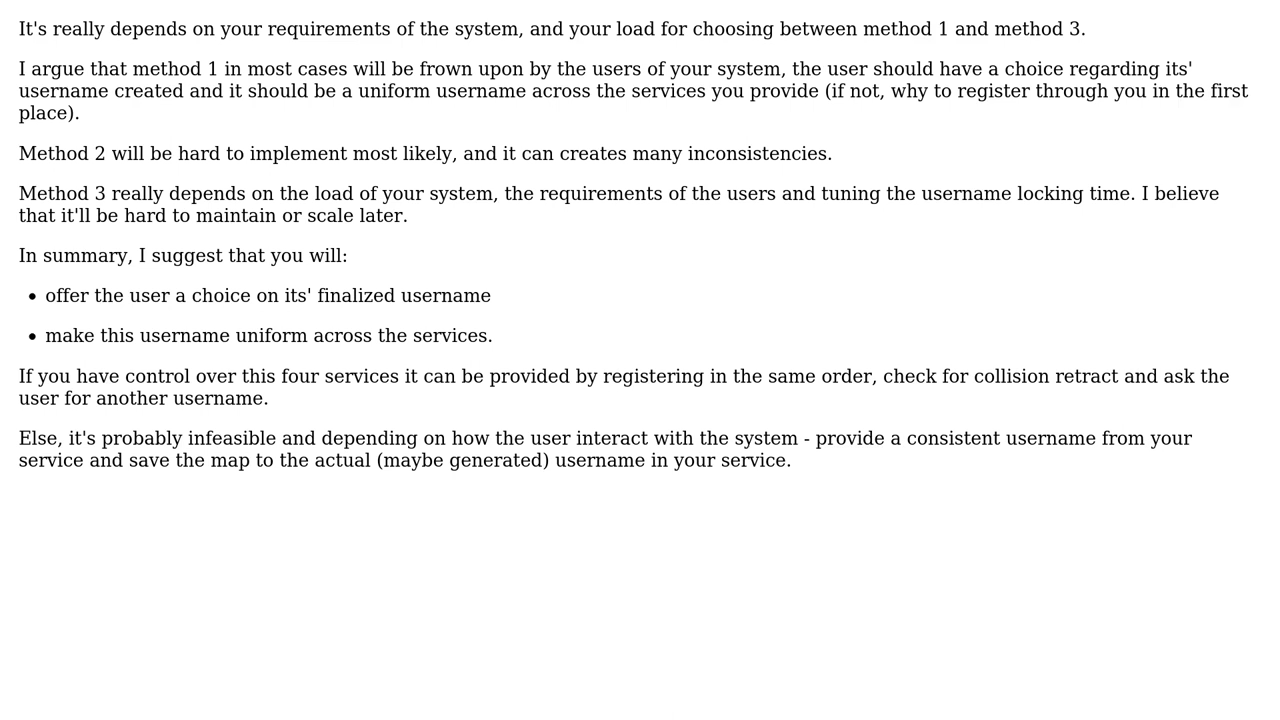 It's really depends on your requirements of the system, and your load for choosing between method 1 and method 3.
I argue that method 1 in most cases will be frown upon by the users of your system, the user should have a choice regarding its'
username created and it should be a uniform username across the services you provide (if not, why to register through you in the first
place).
Method 2 will be hard to implement most likely, and it can creates many inconsistencies.
Method 3 really depends on the load of your system, the requirements of the users and tuning the username locking time. I believe
that it'll be hard to maintain or scale later.
In summary, I suggest that you will:
• offer the user a choice on its' finalized username
• make this username uniform across the services.
If you have control over this four services it can be provided by registering in the same order, check for collision retract and ask the
user for another username.
Else, it's probably infeasible and depending on how the user interact with the system - provide a consistent username from your
service and save the map to the actual (maybe generated) username in your service.